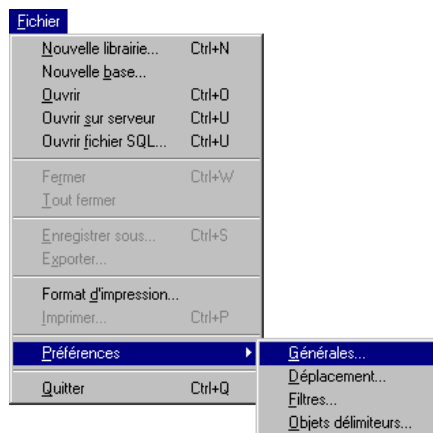 Fichier
Nouvelle librairie... Ctrl+N
Nouvelle base...
Ouvrir Ctrl+O
Ouvrir sur serveur Ctrl+U
Ouvrir fichier SQL... Ctrl+U
Fermer Ctrl+W
Tout fermer
Enregistrer sous... Ctrl+S
Exporter...
Format d'impression...
Imprimer... Ctrl+P
Préférences Générales...
Déplacement...
Quitter Ctrl+Q Filtres...
Objets délimiteurs...